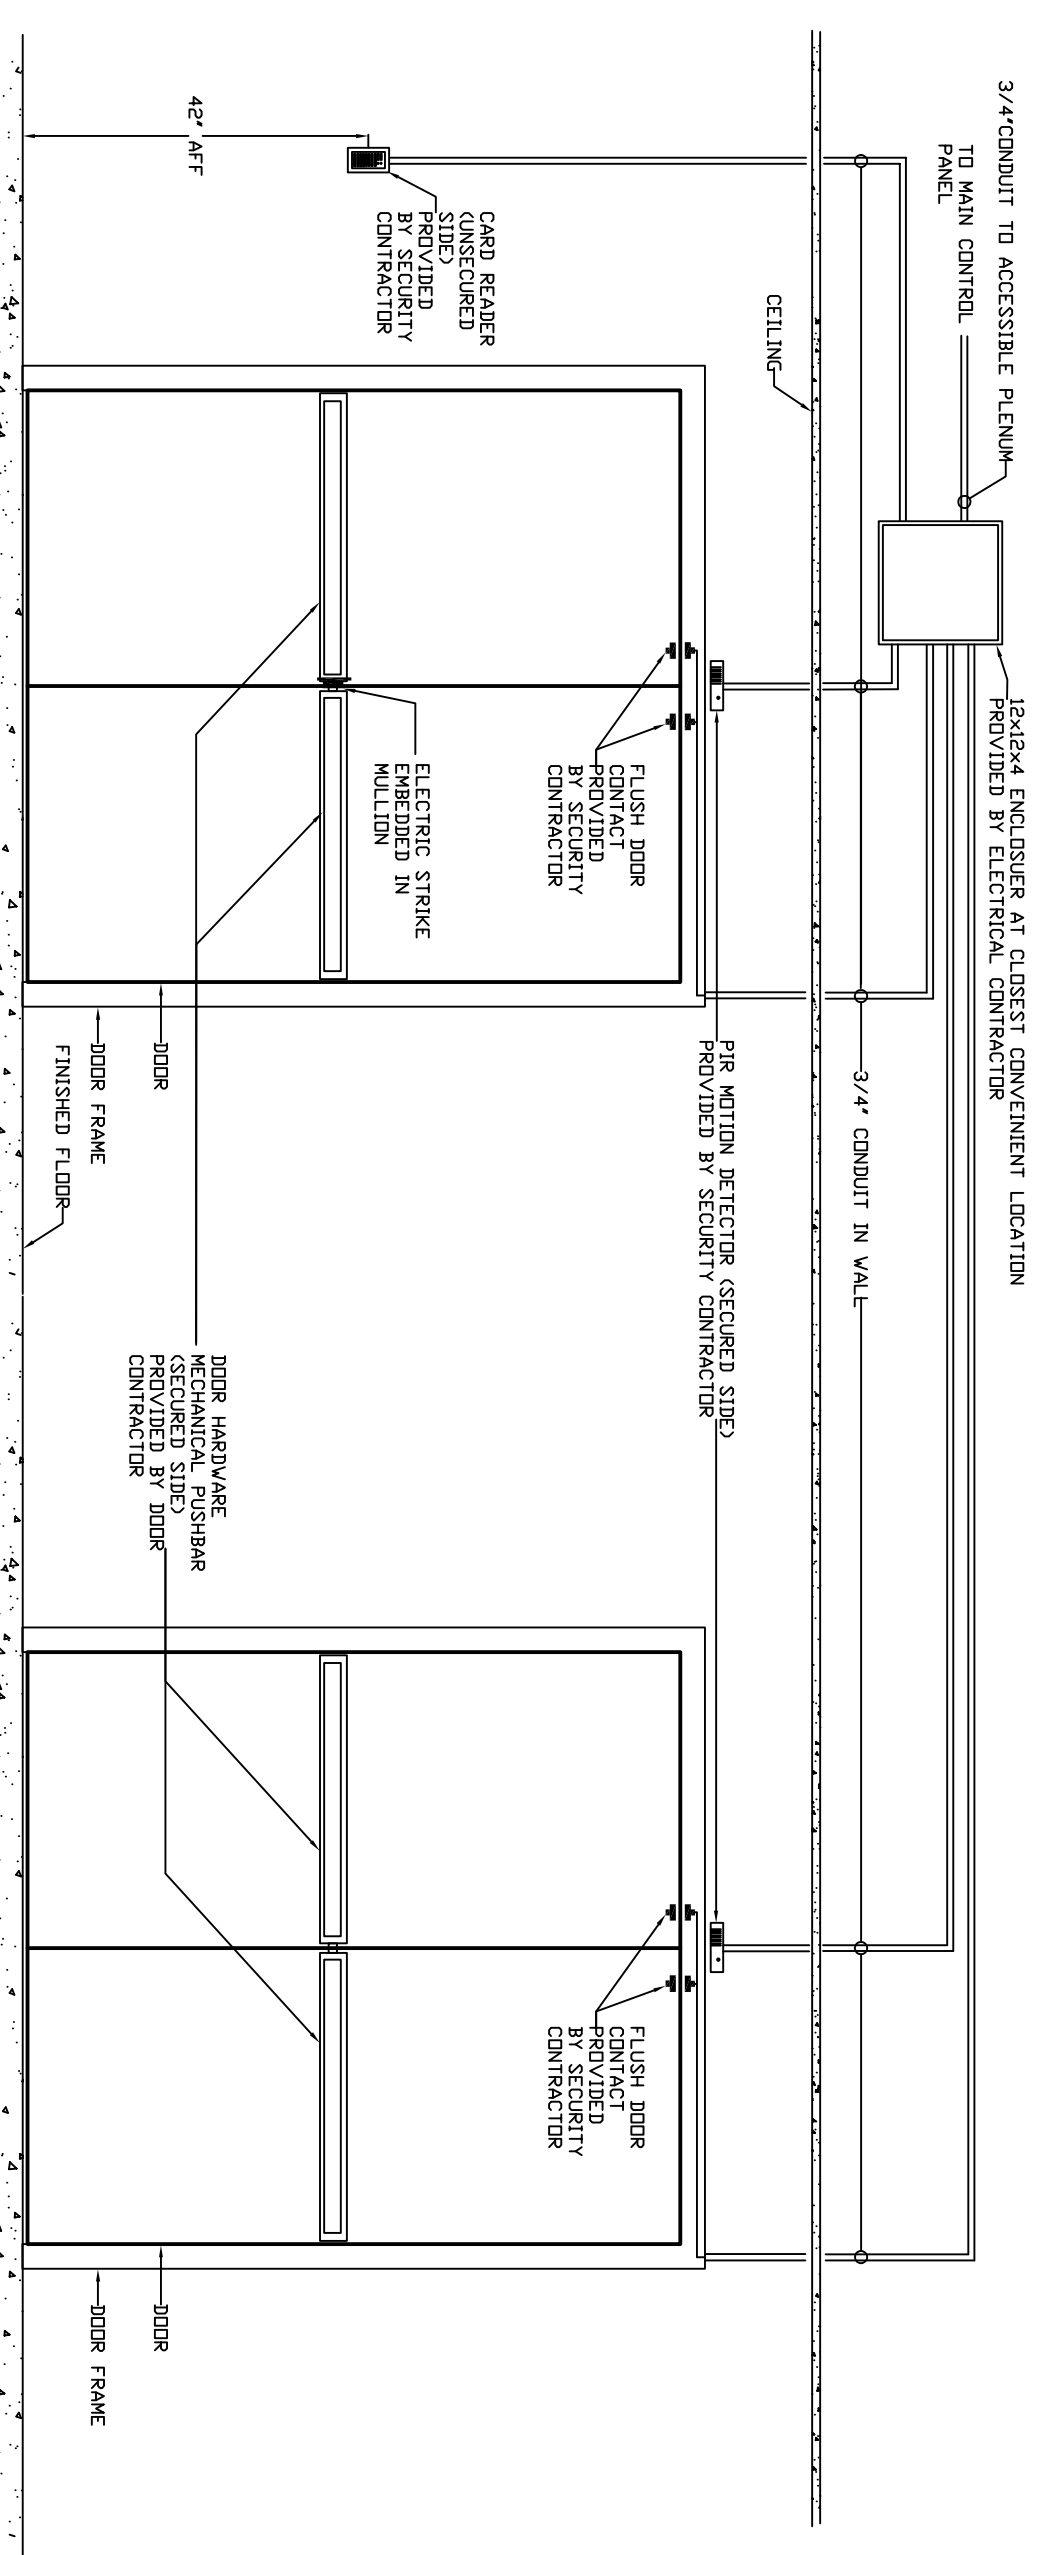 3/4"CONDUIT TO ACCESSIBLE PLENUM
TO MAIN CONTROL
PANEL
12x12x4 ENCLOSUER AT CLOSEST CONVEINIENT LOCATION
PROVIDED BY ELECTRICAL CONTRACTOR
3/4" CONDUIT IN WALL
CEILING
PIR MOTION DETECTOR (SECURED SIDE)
PROVIDED BY SECURITY CONTRACTOR
CARD READER
(UNSECURED
SIDE)
PROVIDED
BY SECURITY
CONTRACTOR
42" AFF
FLUSH DOOR
CONTACT
PROVIDED
BY SECURITY
CONTRACTOR
ELECTRIC STRIKE
EMBEDDED IN
MULLION
DOOR
DOOR FRAME
FINISHED FLOOR
DOOR HARDWARE
MECHANICAL PUSHBAR
(SECURED SIDE)
PROVIDED BY DOOR
CONTRACTOR
FLUSH DOOR
CONTACT
PROVIDED
BY SECURITY
CONTRACTOR
DOOR
DOOR FRAME